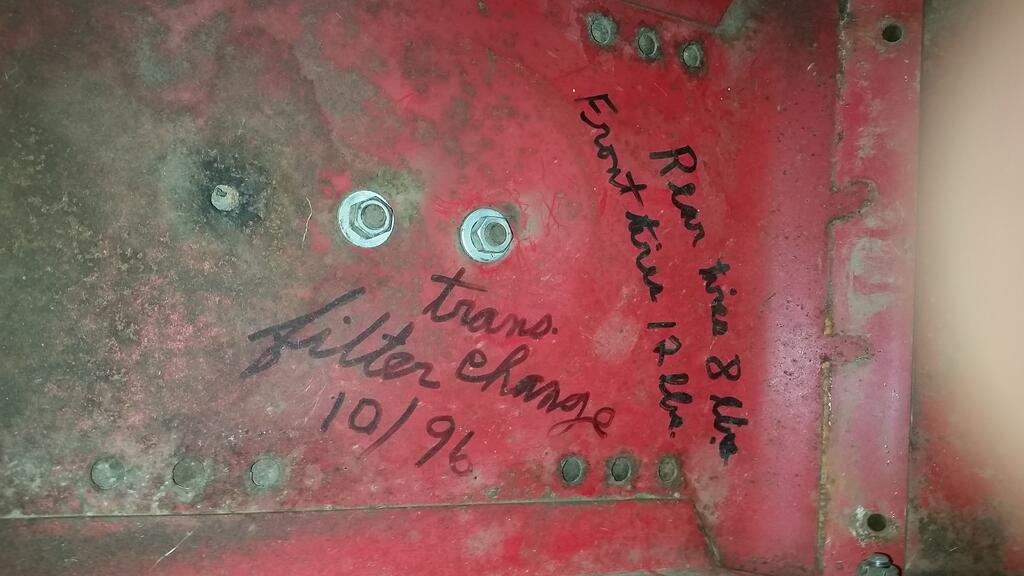 Rear tires 8 lbs.
Front tires 12 lbs.
trans.
filter change
10/96